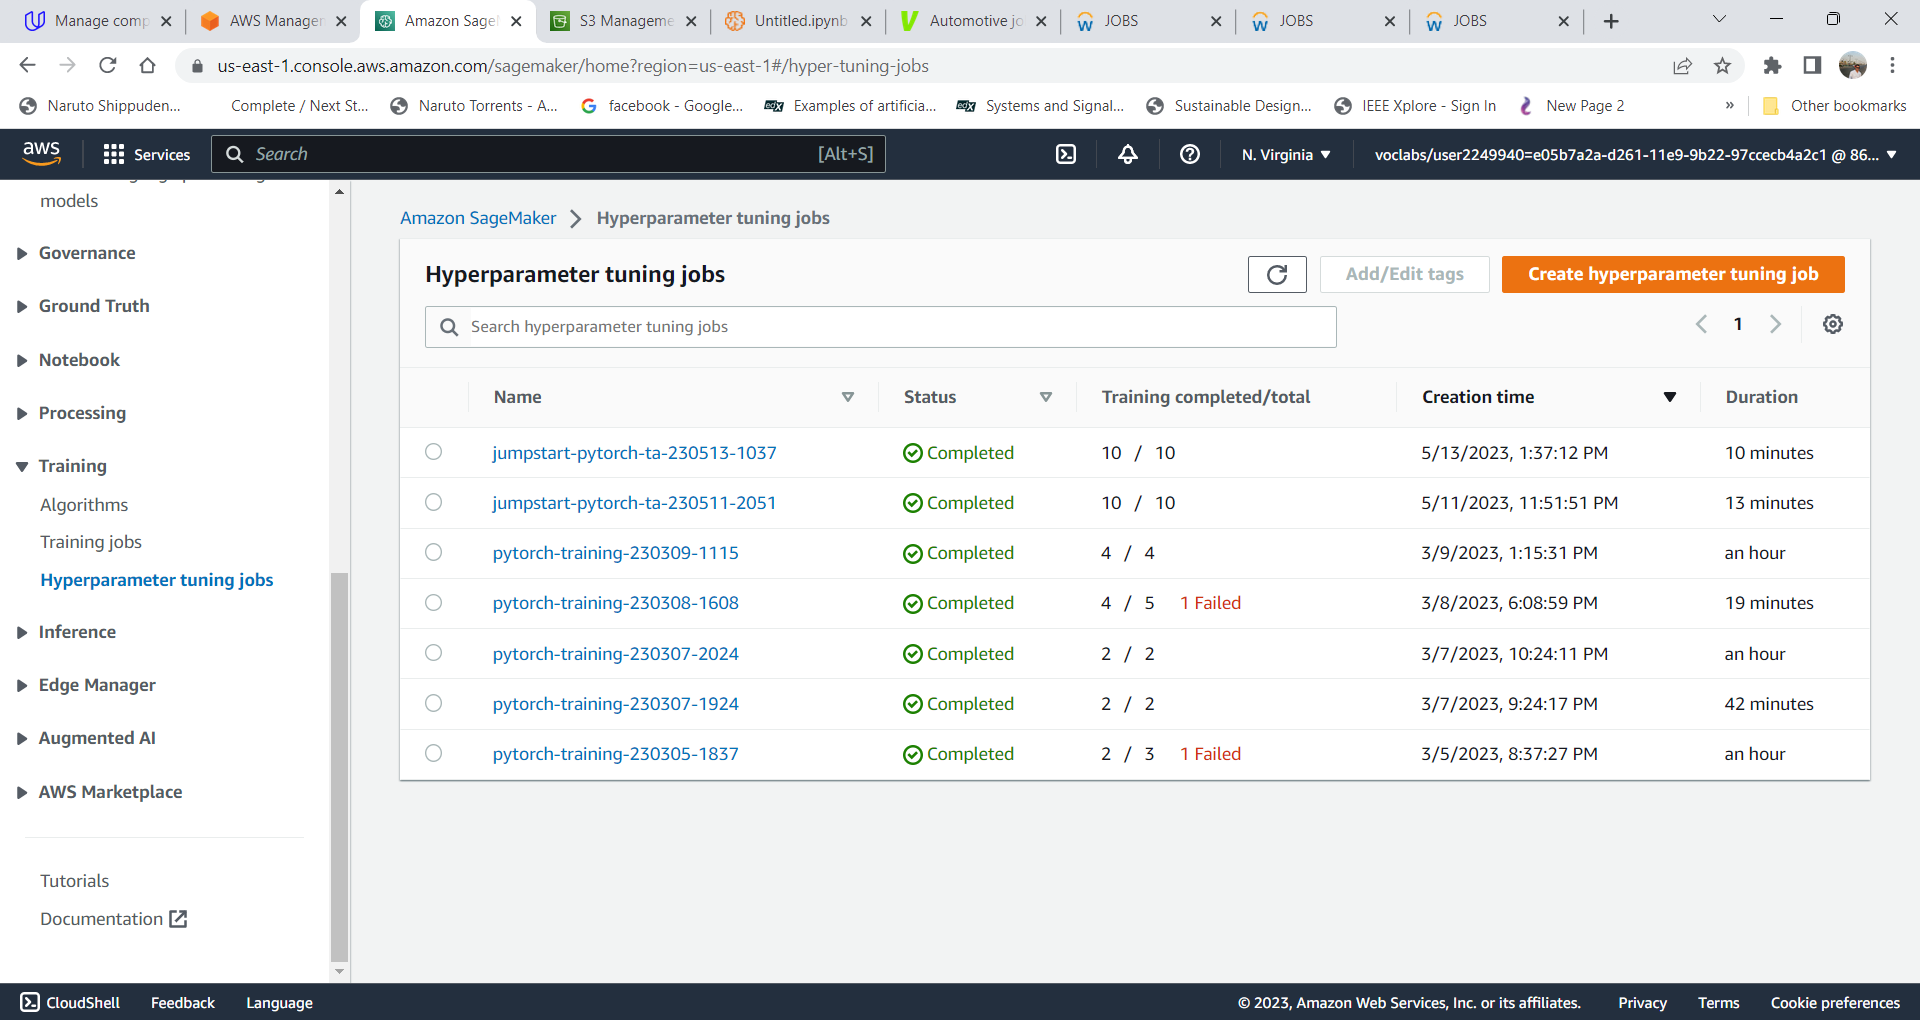 Manage comp
AWS Manager
Amazon SageM
S3 Manageme
Untitled.ipynb
Automotive jo
JOBS
JOBS
JOBS
us-east-1.console.aws.amazon.com/sagemaker/home?region=us-east-1#/hyper-tuning-jobs
Naruto Shippuden...
Complete / Next St...
Naruto Torrents - A...
facebook - Google...
edX
Examples of artificia...
edX
Systems and Signal...
Sustainable Design...
IEEE Xplore - Sign In
New Page 2
»
Other bookmarks
aws
Services
Search
[Alt+S]
N. Virginia
voclabs/user2249940=e05b7a2a-d261-11e9-9b22-97ccecb4a2c1 @ 86...
models
Governance
Ground Truth
Notebook
Processing
Training
Algorithms
Training jobs
Hyperparameter tuning jobs
Inference
Edge Manager
Augmented AI
AWS Marketplace
Tutorials
Documentation
Amazon SageMaker > Hyperparameter tuning jobs
Hyperparameter tuning jobs
Add/Edit tags
Create hyperparameter tuning job
Search hyperparameter tuning jobs
1
Name Status Training completed/total Creation time Duration
jumpstart-pytorch-ta-230513-1037 Completed 10 / 10 5/13/2023, 1:37:12 PM 10 minutes
jumpstart-pytorch-ta-230511-2051 Completed 10 / 10 5/11/2023, 11:51:51 PM 13 minutes
pytorch-training-230309-1115 Completed 4 / 4 3/9/2023, 1:15:31 PM an hour
pytorch-training-230308-1608 Completed 4 / 5 1 Failed 3/8/2023, 6:08:59 PM 19 minutes
pytorch-training-230307-2024 Completed 2 / 2 3/7/2023, 10:24:11 PM an hour
pytorch-training-230307-1924 Completed 2 / 2 3/7/2023, 9:24:17 PM 42 minutes
pytorch-training-230305-1837 Completed 2 / 3 1 Failed 3/5/2023, 8:37:27 PM an hour
CloudShell
Feedback
Language
© 2023, Amazon Web Services, Inc. or its affiliates.
Privacy
Terms
Cookie preferences